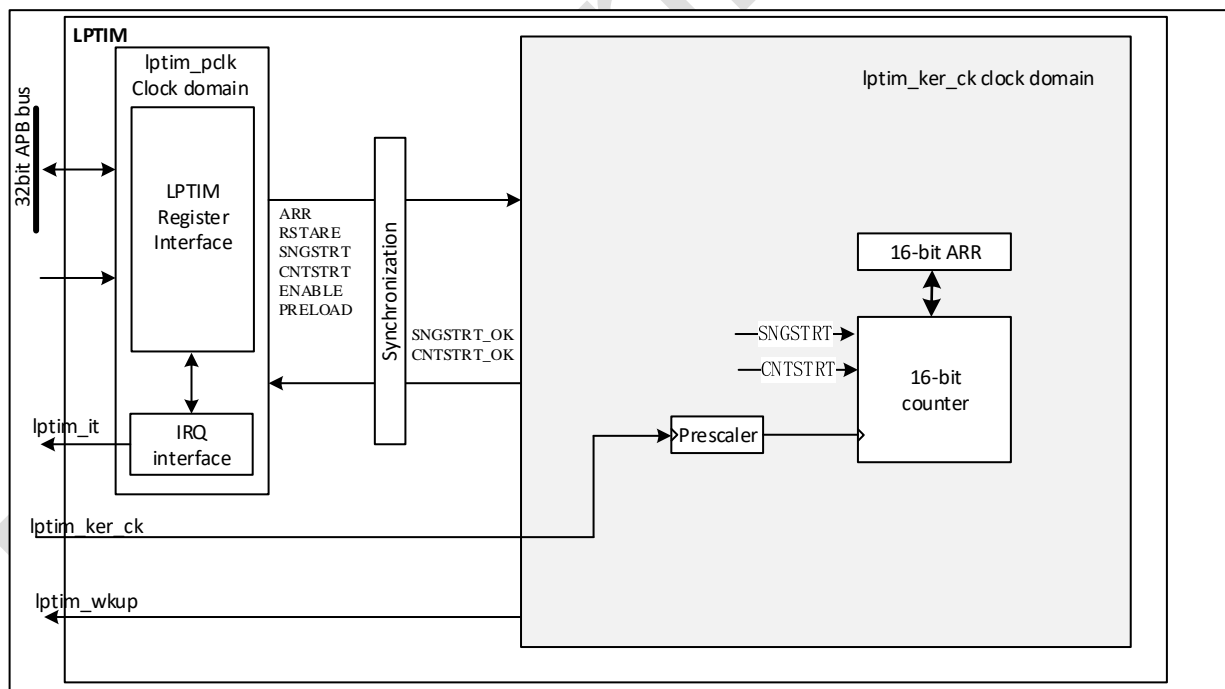 LPTIM
lptim_pclk
Clock domain
lptim_ker_ck clock domain
32bit APB bus
LPTIM
Register
Interface
ARR
RSTARE
SNGSTRT
CNTSTRT
ENABLE
PRELOAD
Synchronization
SNGSTRT_OK
CNTSTRT_OK
16-bit ARR
SNGSTRT
CNTSTRT
16-bit
counter
Prescaler
lptim_it
IRQ
interface
lptim_ker_ck
lptim_wkup